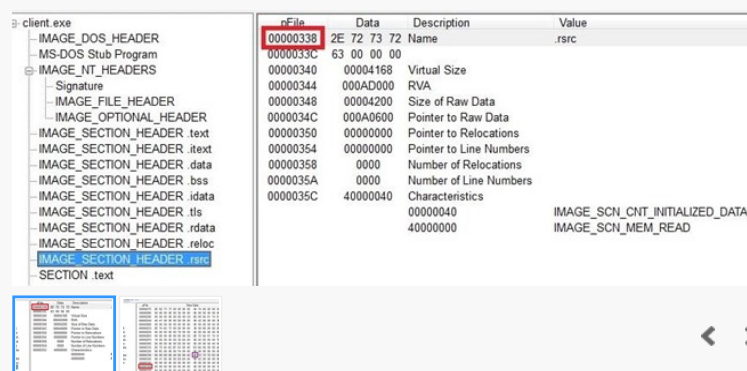 client.exe
IMAGE_DOS_HEADER
MS-DOS Stub Program
IMAGE_NT_HEADERS
Signature
IMAGE_FILE_HEADER
IMAGE_OPTIONAL_HEADER
IMAGE_SECTION_HEADER .text
IMAGE_SECTION_HEADER .itext
IMAGE_SECTION_HEADER .data
IMAGE_SECTION_HEADER .bss
IMAGE_SECTION_HEADER .idata
IMAGE_SECTION_HEADER .tls
IMAGE_SECTION_HEADER .rdata
IMAGE_SECTION_HEADER .reloc
IMAGE_SECTION_HEADER .rsrc
SECTION .text
pFile Data Description Value
00000338 2E 72 73 72 Name .rsrc
0000033C 63 00 00 00
00000340 00004168 Virtual Size
00000344 000AD000 RVA
00000348 00004200 Size of Raw Data
0000034C 000A0600 Pointer to Raw Data
00000350 00000000 Pointer to Relocations
00000354 00000000 Pointer to Line Numbers
00000358 0000 Number of Relocations
0000035A 0000 Number of Line Numbers
0000035C 40000040 Characteristics
00000040 IMAGE_SCN_CNT_INITIALIZED_DATA
40000000 IMAGE_SCN_MEM_READ